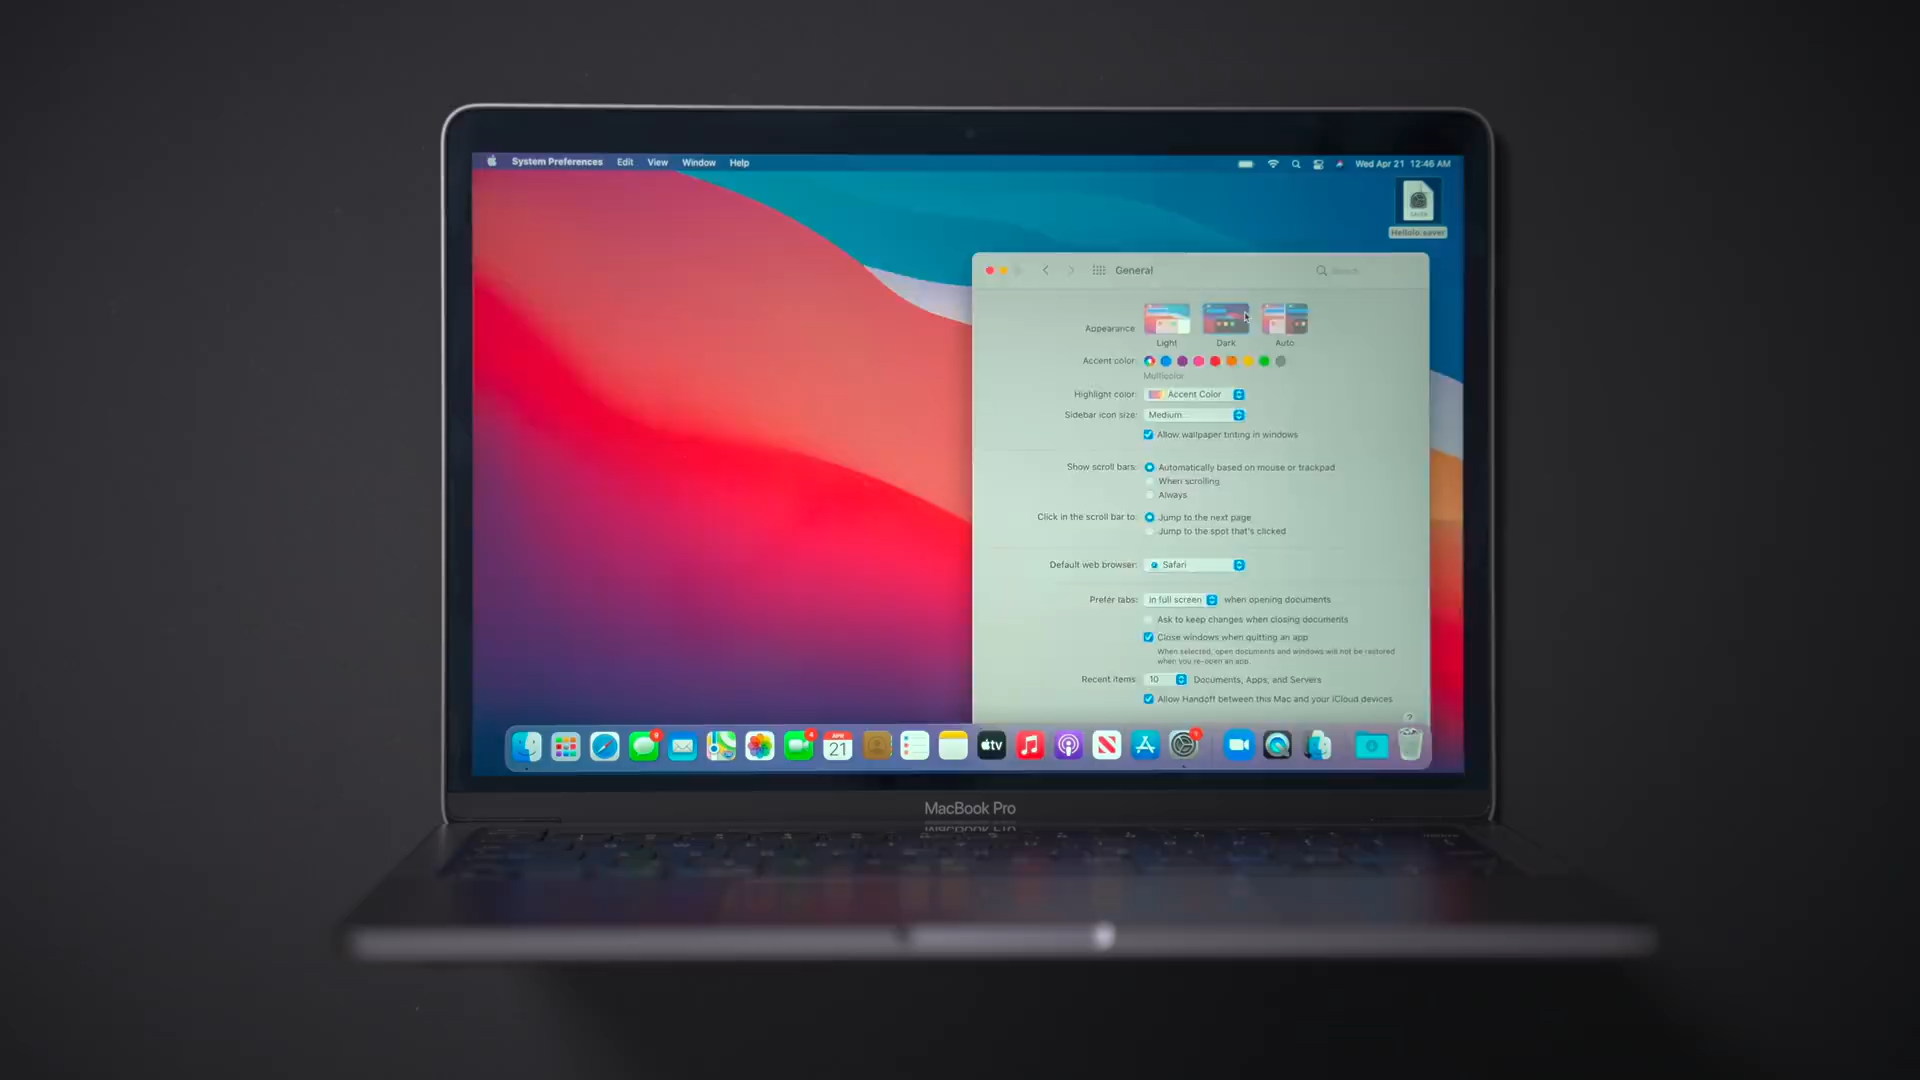 System Preferences Edit View Window Help Wed Apr 21 12:46 AM
SAVER
Helloio.saver
General Search
Appearance
Light Dark Auto
Accent color:
Multicolor
Highlight color: Accent Color
Sidebar icon size: Medium
Allow wallpaper tinting in windows
Show scroll bars: Automatically based on mouse or trackpad
When scrolling
Always
Click in the scroll bar to: Jump to the next page
Jump to the spot that's clicked
Default web browser: Safari
Prefer tabs: in full screen when opening documents
Ask to keep changes when closing documents
Close windows when quitting an app
When selected, open documents and windows will not be restored
when you re-open an app.
Recent items 10 Documents, Apps, and Servers
Allow Handoff between this Mac and your iCloud devices
?
APR
21
tv
MacBook Pro